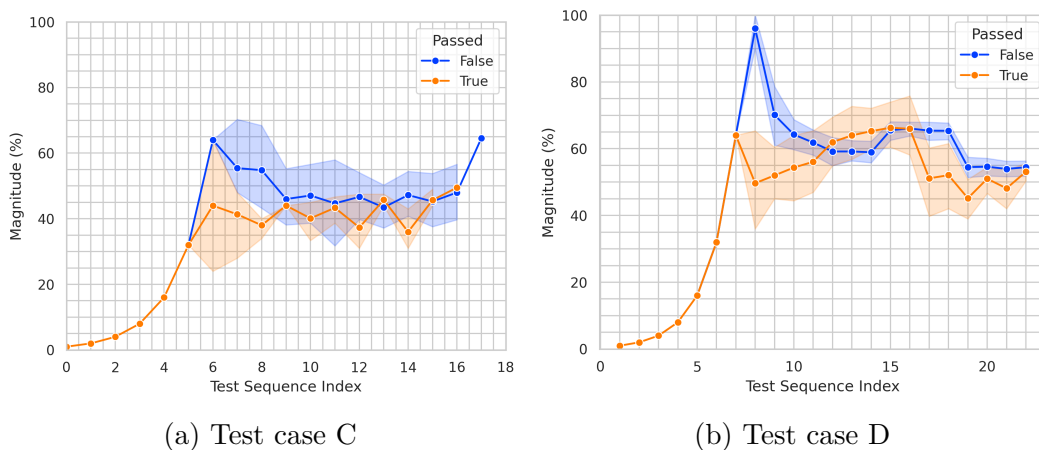 100
80
60
40
20
0
Magnitude (%)
0 2 4 6 8 10 12 14 16 18
Test Sequence Index
Passed
False
True
(a) Test case C
100
80
60
40
20
0
Magnitude (%)
0 5 10 15 20
Test Sequence Index
Passed
False
True
(b) Test case D